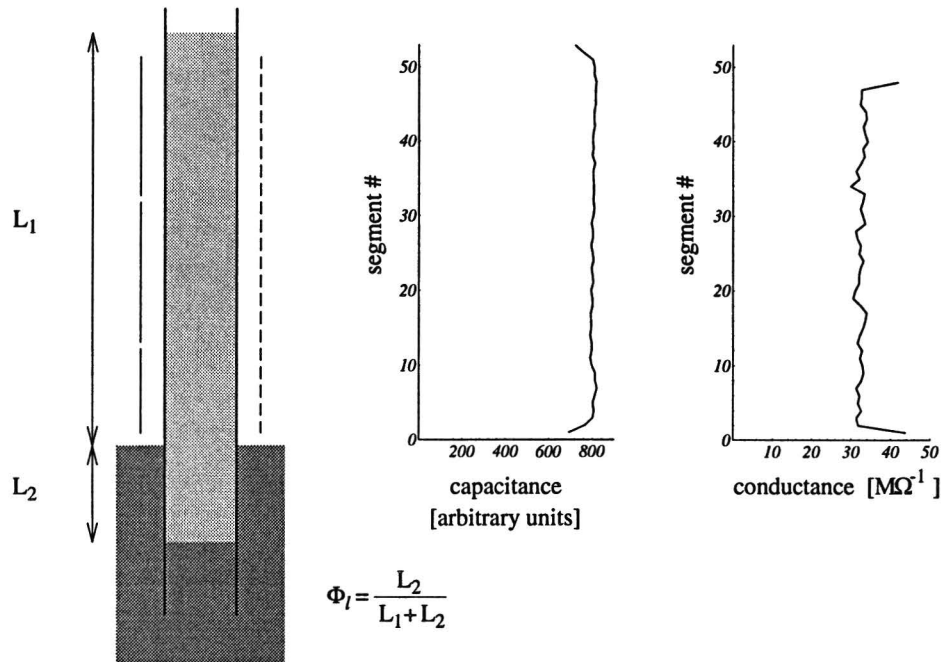 L₁
L₂
Φₗ = L₂ / (L₁+L₂)
segment #
50
40
30
20
10
0
200 400 600 800
capacitance
[arbitrary units]
segment #
50
40
30
20
10
0
10 20 30 40 50
conductance [MΩ⁻¹]